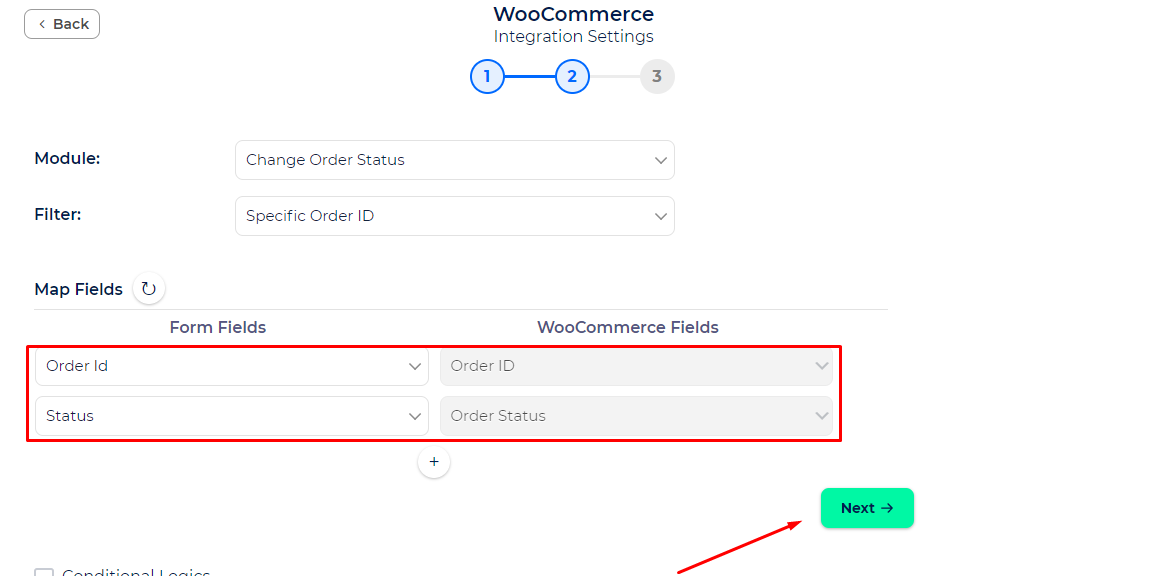 Back
WooCommerce
Integration Settings
1
2
3
Module:
Change Order Status
Filter:
Specific Order ID
Map Fields
Form Fields
WooCommerce Fields
Order Id
Order ID
Status
Order Status
+
Next →
Conditional Logics